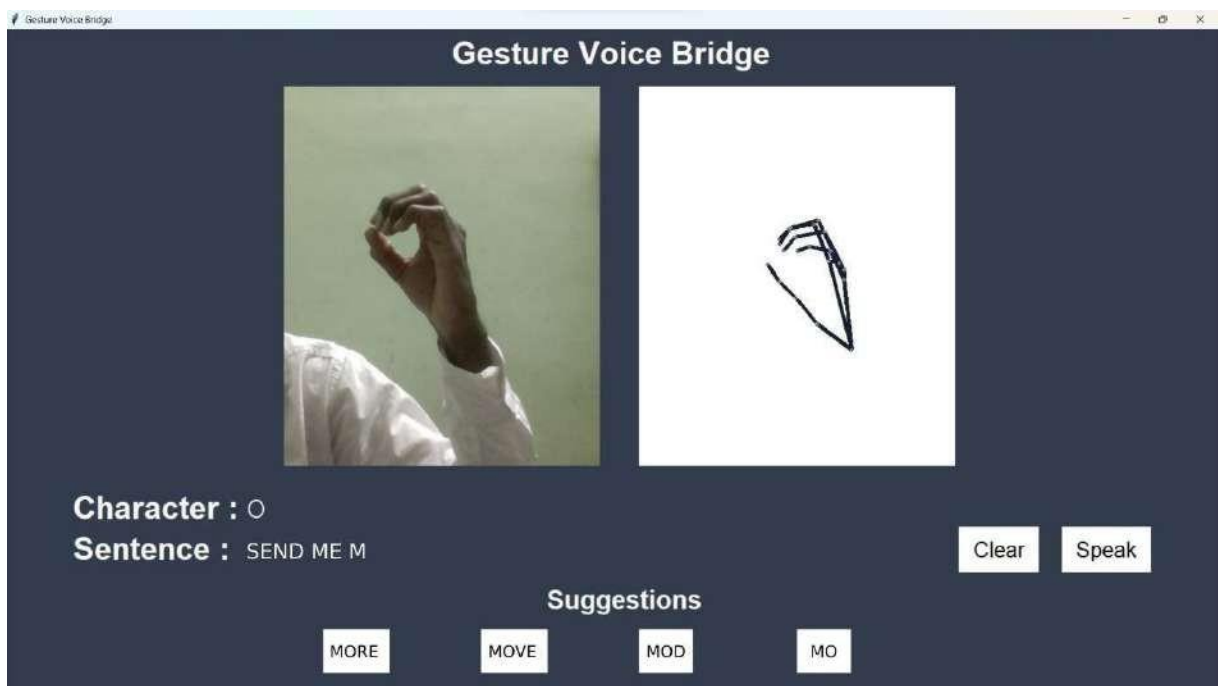 Gesture Voice Bridge
Gesture Voice Bridge
Character : O
Sentence : SEND ME M
Clear Speak
Suggestions
MORE MOVE MOD MO